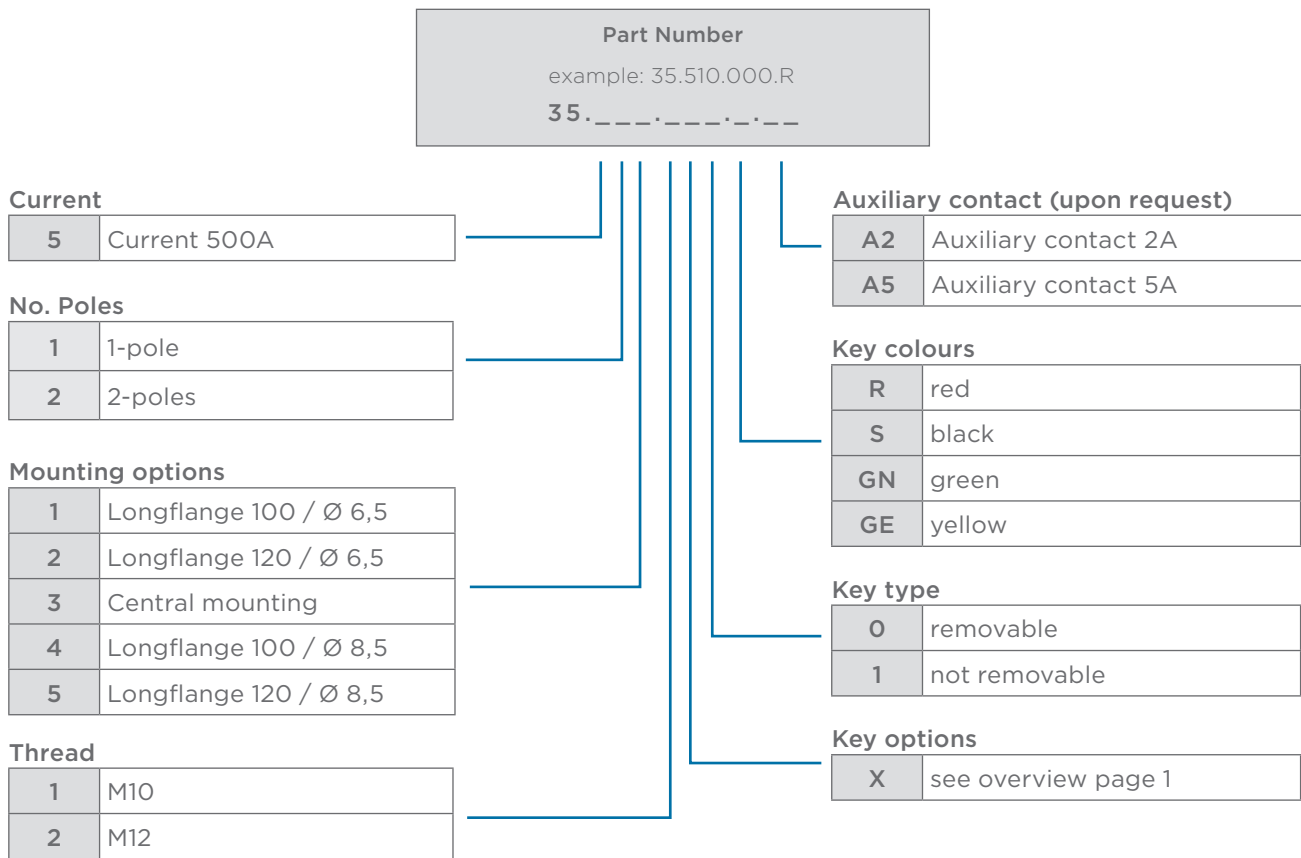 Part Number
example: 35.510.000.R
35._ _ _._ _ _._._ _
Current
5 Current 500A
No. Poles
1 1-pole
2 2-poles
Mounting options
1 Longflange 100 / Ø 6,5
2 Longflange 120 / Ø 6,5
3 Central mounting
4 Longflange 100 / Ø 8,5
5 Longflange 120 / Ø 8,5
Thread
1 M10
2 M12
Auxiliary contact (upon request)
A2 Auxiliary contact 2A
A5 Auxiliary contact 5A
Key colours
R red
S black
GN green
GE yellow
Key type
0 removable
1 not removable
Key options
X see overview page 1